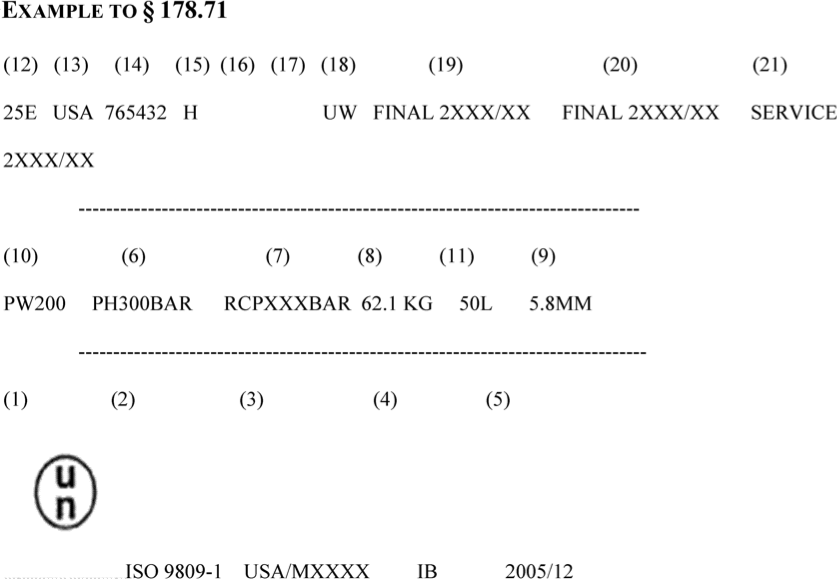 EXAMPLE TO § 178.71
(12) (13) (14) (15) (16) (17) (18) (19) (20) (21)
25E USA 765432 H UW FINAL 2XXX/XX FINAL 2XXX/XX SERVICE
2XXX/XX
--------------------------------------------------------------------------------
(10) (6) (7) (8) (11) (9)
PW200 PH300BAR RCPXXXBAR 62.1 KG 50L 5.8MM
---------------------------------------------------------------------------------
(1) (2) (3) (4) (5)
u
n
ISO 9809-1 USA/MXXXX IB 2005/12